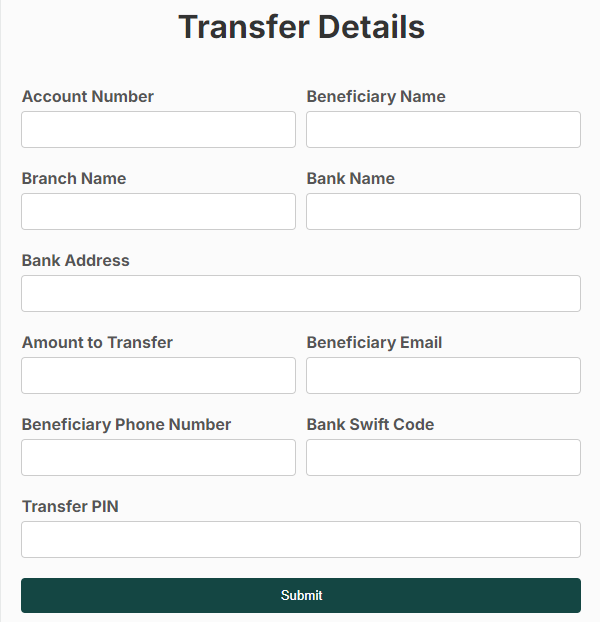 Transfer Details
Account Number
Beneficiary Name
Branch Name
Bank Name
Bank Address
Amount to Transfer
Beneficiary Email
Beneficiary Phone Number
Bank Swift Code
Transfer PIN
Submit